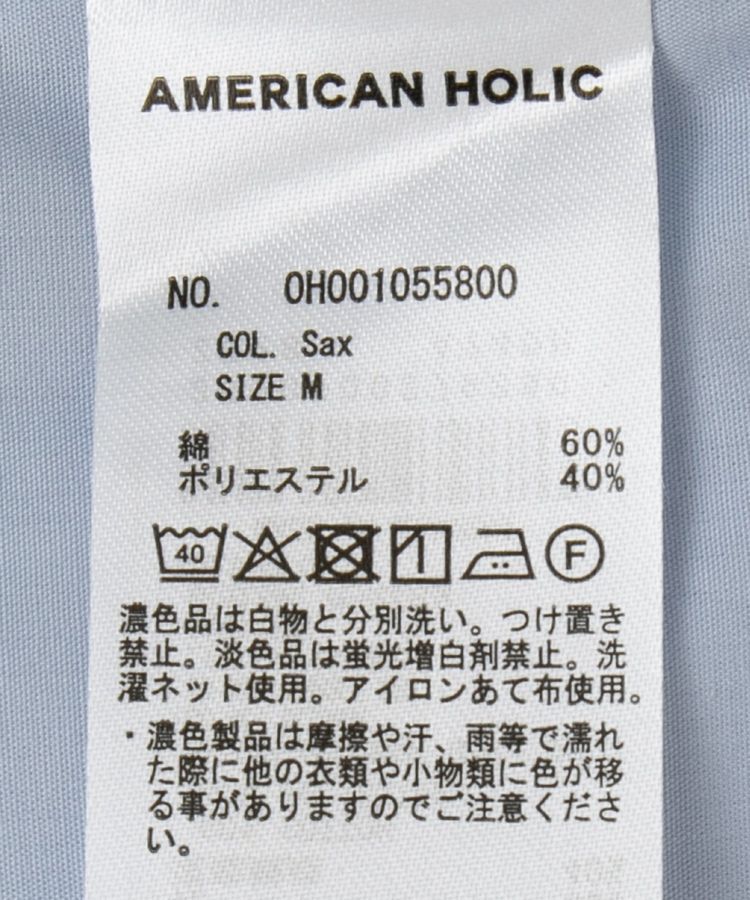 AMERICAN HOLIC
NO. OH001055800
COL. Sax
SIZE M
綿 60%
ポリエステル 40%
40 F
濃色品は白物と分別洗い。つけ置き
禁止。淡色品は蛍光増白剤禁止。洗
濯ネット使用。アイロンあて布使用。
・濃色製品は摩擦や汗、雨等で濡れ
た際に他の衣類や小物類に色が移
る事がありますのでご注意くださ
い。